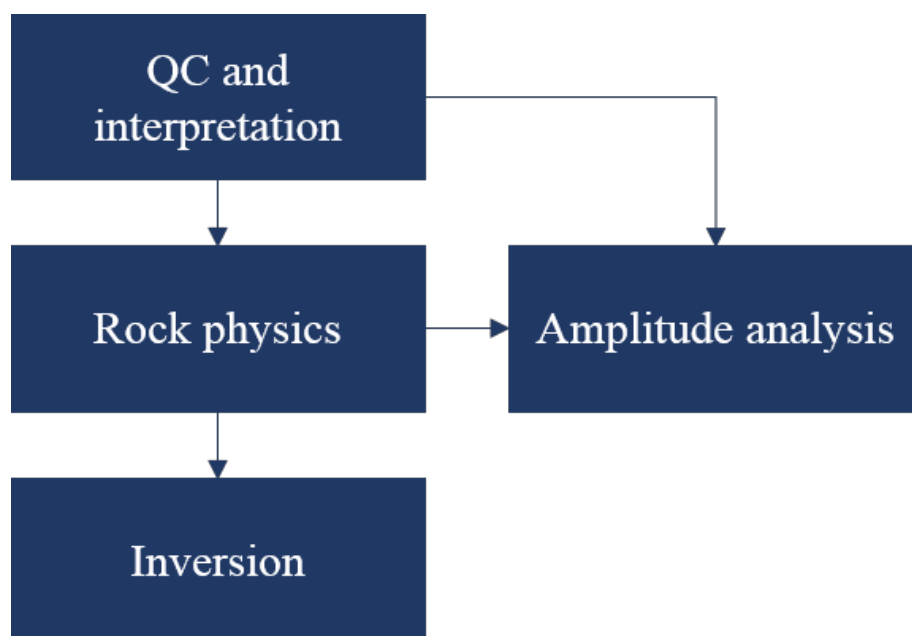 QC and
interpretation
Rock physics
Amplitude analysis
Inversion